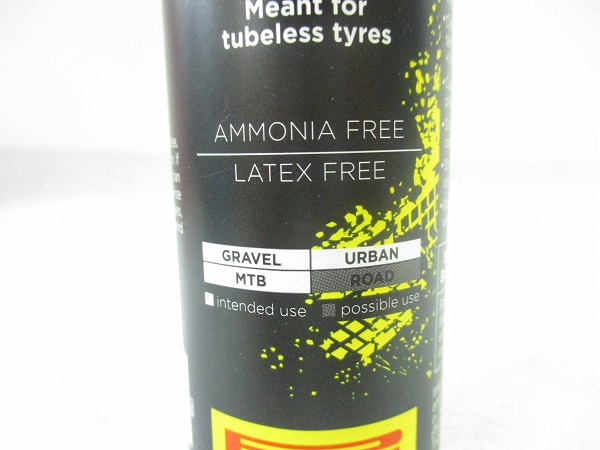 Meant for
tubeless tyres
AMMONIA FREE
LATEX FREE
GRAVEL URBAN
MTB ROAD
intended use possible use